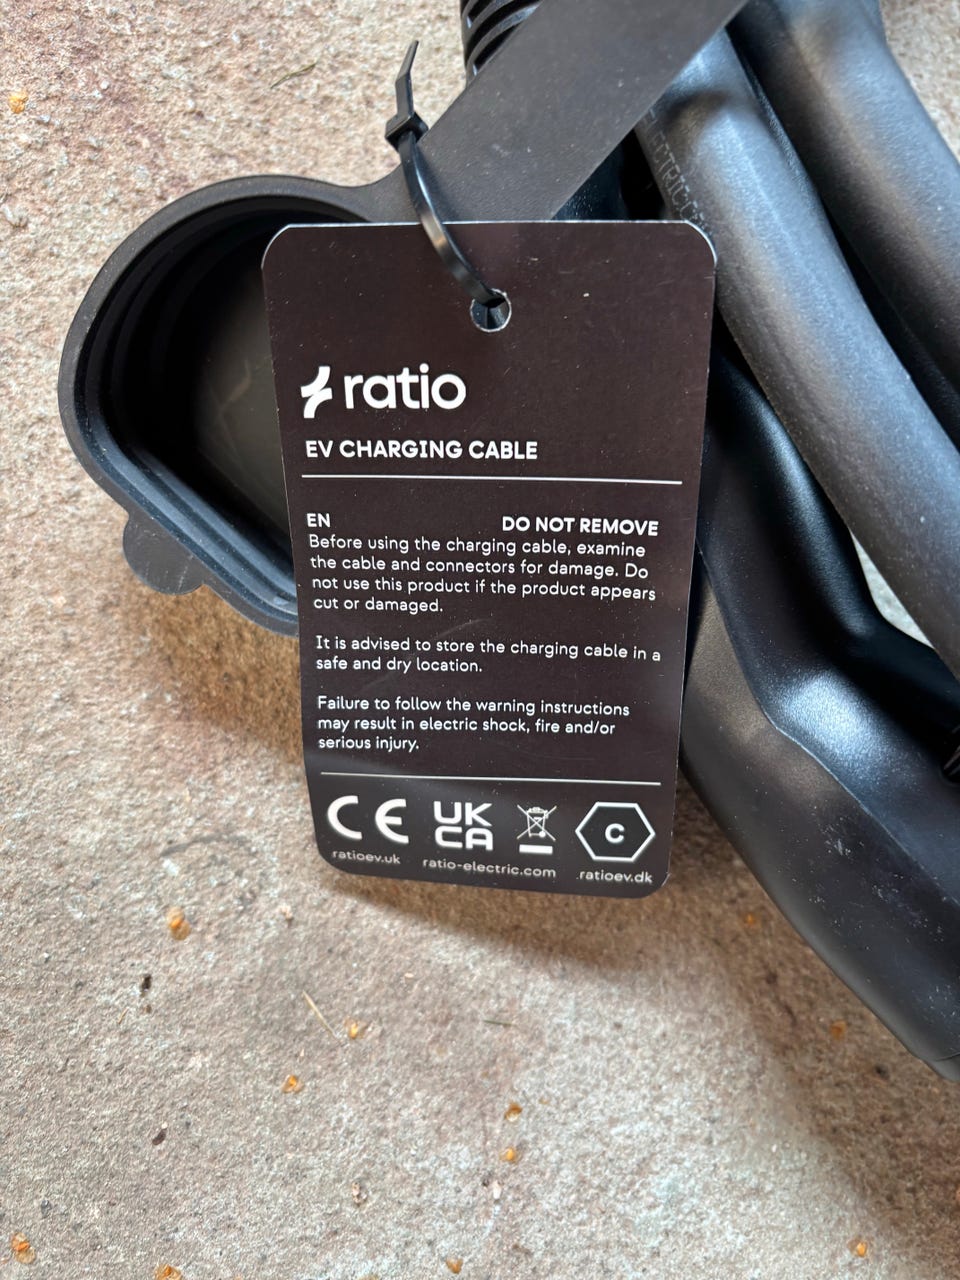 ratio
EV CHARGING CABLE
EN DO NOT REMOVE
Before using the charging cable, examine
the cable and connectors for damage. Do
not use this product if the product appears
cut or damaged.
It is advised to store the charging cable in a
safe and dry location.
Failure to follow the warning instructions
may result in electric shock, fire and/or
serious injury.
CE UK CA C
ratioev.uk ratio-electric.com ratioev.dk